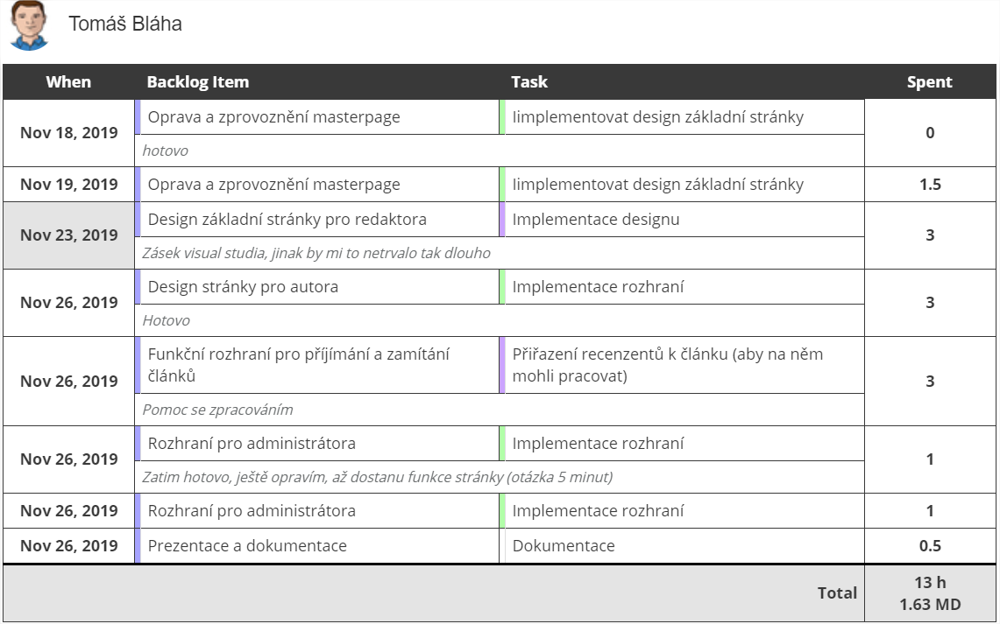 Tomáš Bláha
When Backlog Item Task Spent
Nov 18, 2019 Oprava a zprovoznění masterpage Iimplementovat design základní stránky 0
hotovo
Nov 19, 2019 Oprava a zprovoznění masterpage Iimplementovat design základní stránky 1.5
Nov 23, 2019 Design základní stránky pro redaktora Implementace designu 3
Zásek visual studia, jinak by mi to netrvalo tak dlouho
Nov 26, 2019 Design stránky pro autora Implementace rozhraní 3
Hotovo
Nov 26, 2019 Funkční rozhraní pro příjímání a zamítání Přiřazení recenzentů k článku (aby na něm 3
článků mohli pracovat)
Pomoc se zpracováním
Nov 26, 2019 Rozhraní pro administrátora Implementace rozhraní 1
Zatim hotovo, ještě opravím, až dostanu funkce stránky (otázka 5 minut)
Nov 26, 2019 Rozhraní pro administrátora Implementace rozhraní 1
Nov 26, 2019 Prezentace a dokumentace Dokumentace 0.5
Total 13 h
1.63 MD